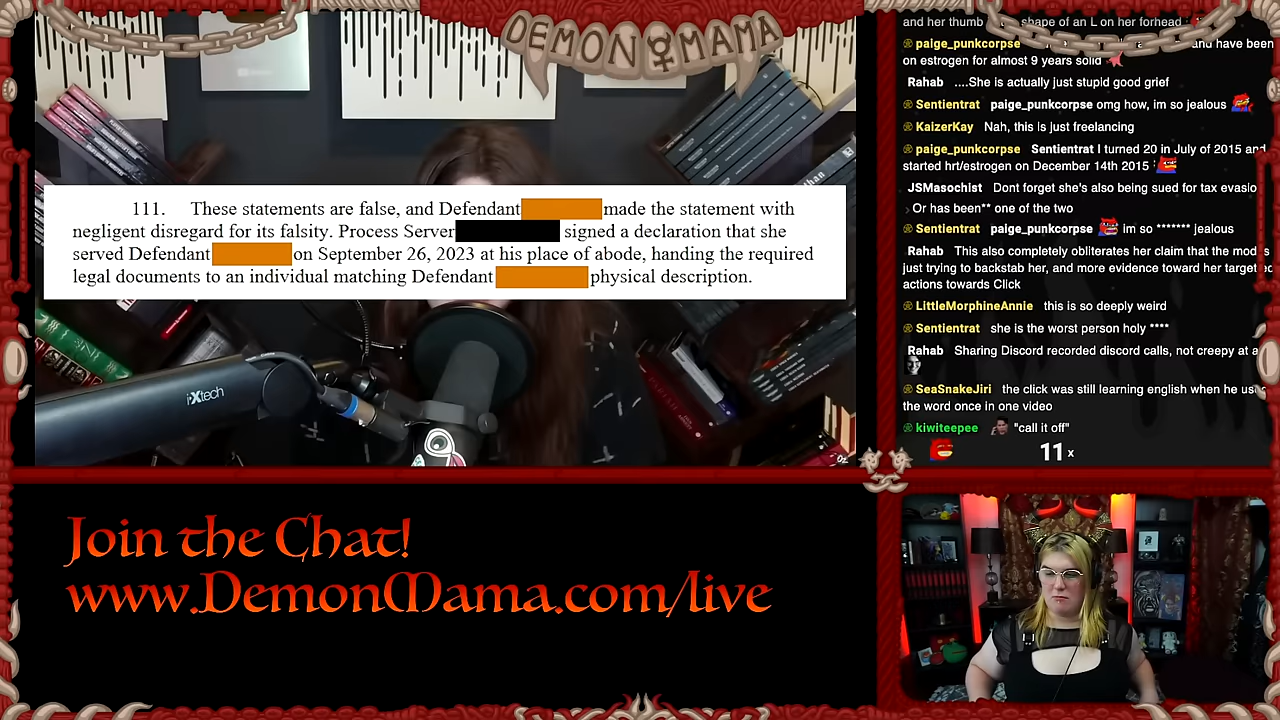 DEMON MAMA
111. These statements are false, and Defendant made the statement with
negligent disregard for its falsity. Process Server signed a declaration that she
served Defendant on September 26, 2023 at his place of abode, handing the required
legal documents to an individual matching Defendant physical description.
iXtech
Oz
Join the Chat!
www.DemonMama.com/live
and her thumb shape of an L on her forhead
paige_punkcorpse and have been
on estrogen for almost 9 years solid
Rahab ....She is actually just stupid good grief
Sentientrat paige_punkcorpse omg how, im so jealous
KaizerKay Nah, this is just freelancing
paige_punkcorpse Sentientrat I turned 20 in July of 2015 and
started hrt/estrogen on December 14th 2015
JSMasochist Dont forget she's also being sued for tax evasio
Or has been** one of the two
Sentientrat paige_punkcorpse im so ******* jealous
Rahab This also completely obliterates her claim that the mods
just trying to backstab her, and more evidence toward her targeted
actions towards Click
LittleMorphineAnnie this is so deeply weird
Sentientrat she is the worst person holy ****
Rahab Sharing Discord recorded discord calls, not creepy at a
SeaSnakeJiri the click was still learning english when he us
the word once in one video
kiwiteepee "call it off"
11 x